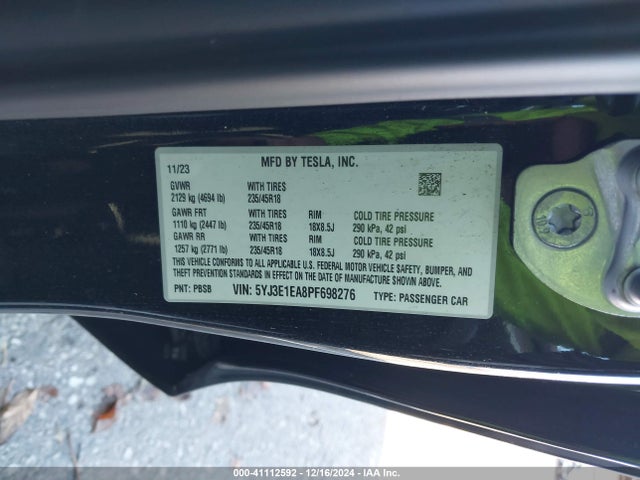 MFD BY TESLA, INC.
11/23
GVWR WITH TIRES
2129 kg (4694 lb) 235/45R18
GAWR FRT WITH TIRES RIM COLD TIRE PRESSURE
1110 kg (2447 lb) 235/45R18 18X8.5J 290 kPa, 42 psi
GAWR RR WITH TIRES RIM COLD TIRE PRESSURE
1257 kg (2771 lb) 235/45R18 18X8.5J 290 kPa, 42 psi
THIS VEHICLE CONFORMS TO ALL APPLICABLE U.S. FEDERAL MOTOR VEHICLE SAFETY, BUMPER, AND
THEFT PREVENTION STANDARDS IN EFFECT ON THE DATE OF MANUFACTURE SHOWN ABOVE.
PNT: PBSB VIN: 5YJ3E1EA8PF698276 TYPE: PASSENGER CAR
000-41112592 - 12/16/2024 - IAA Inc.